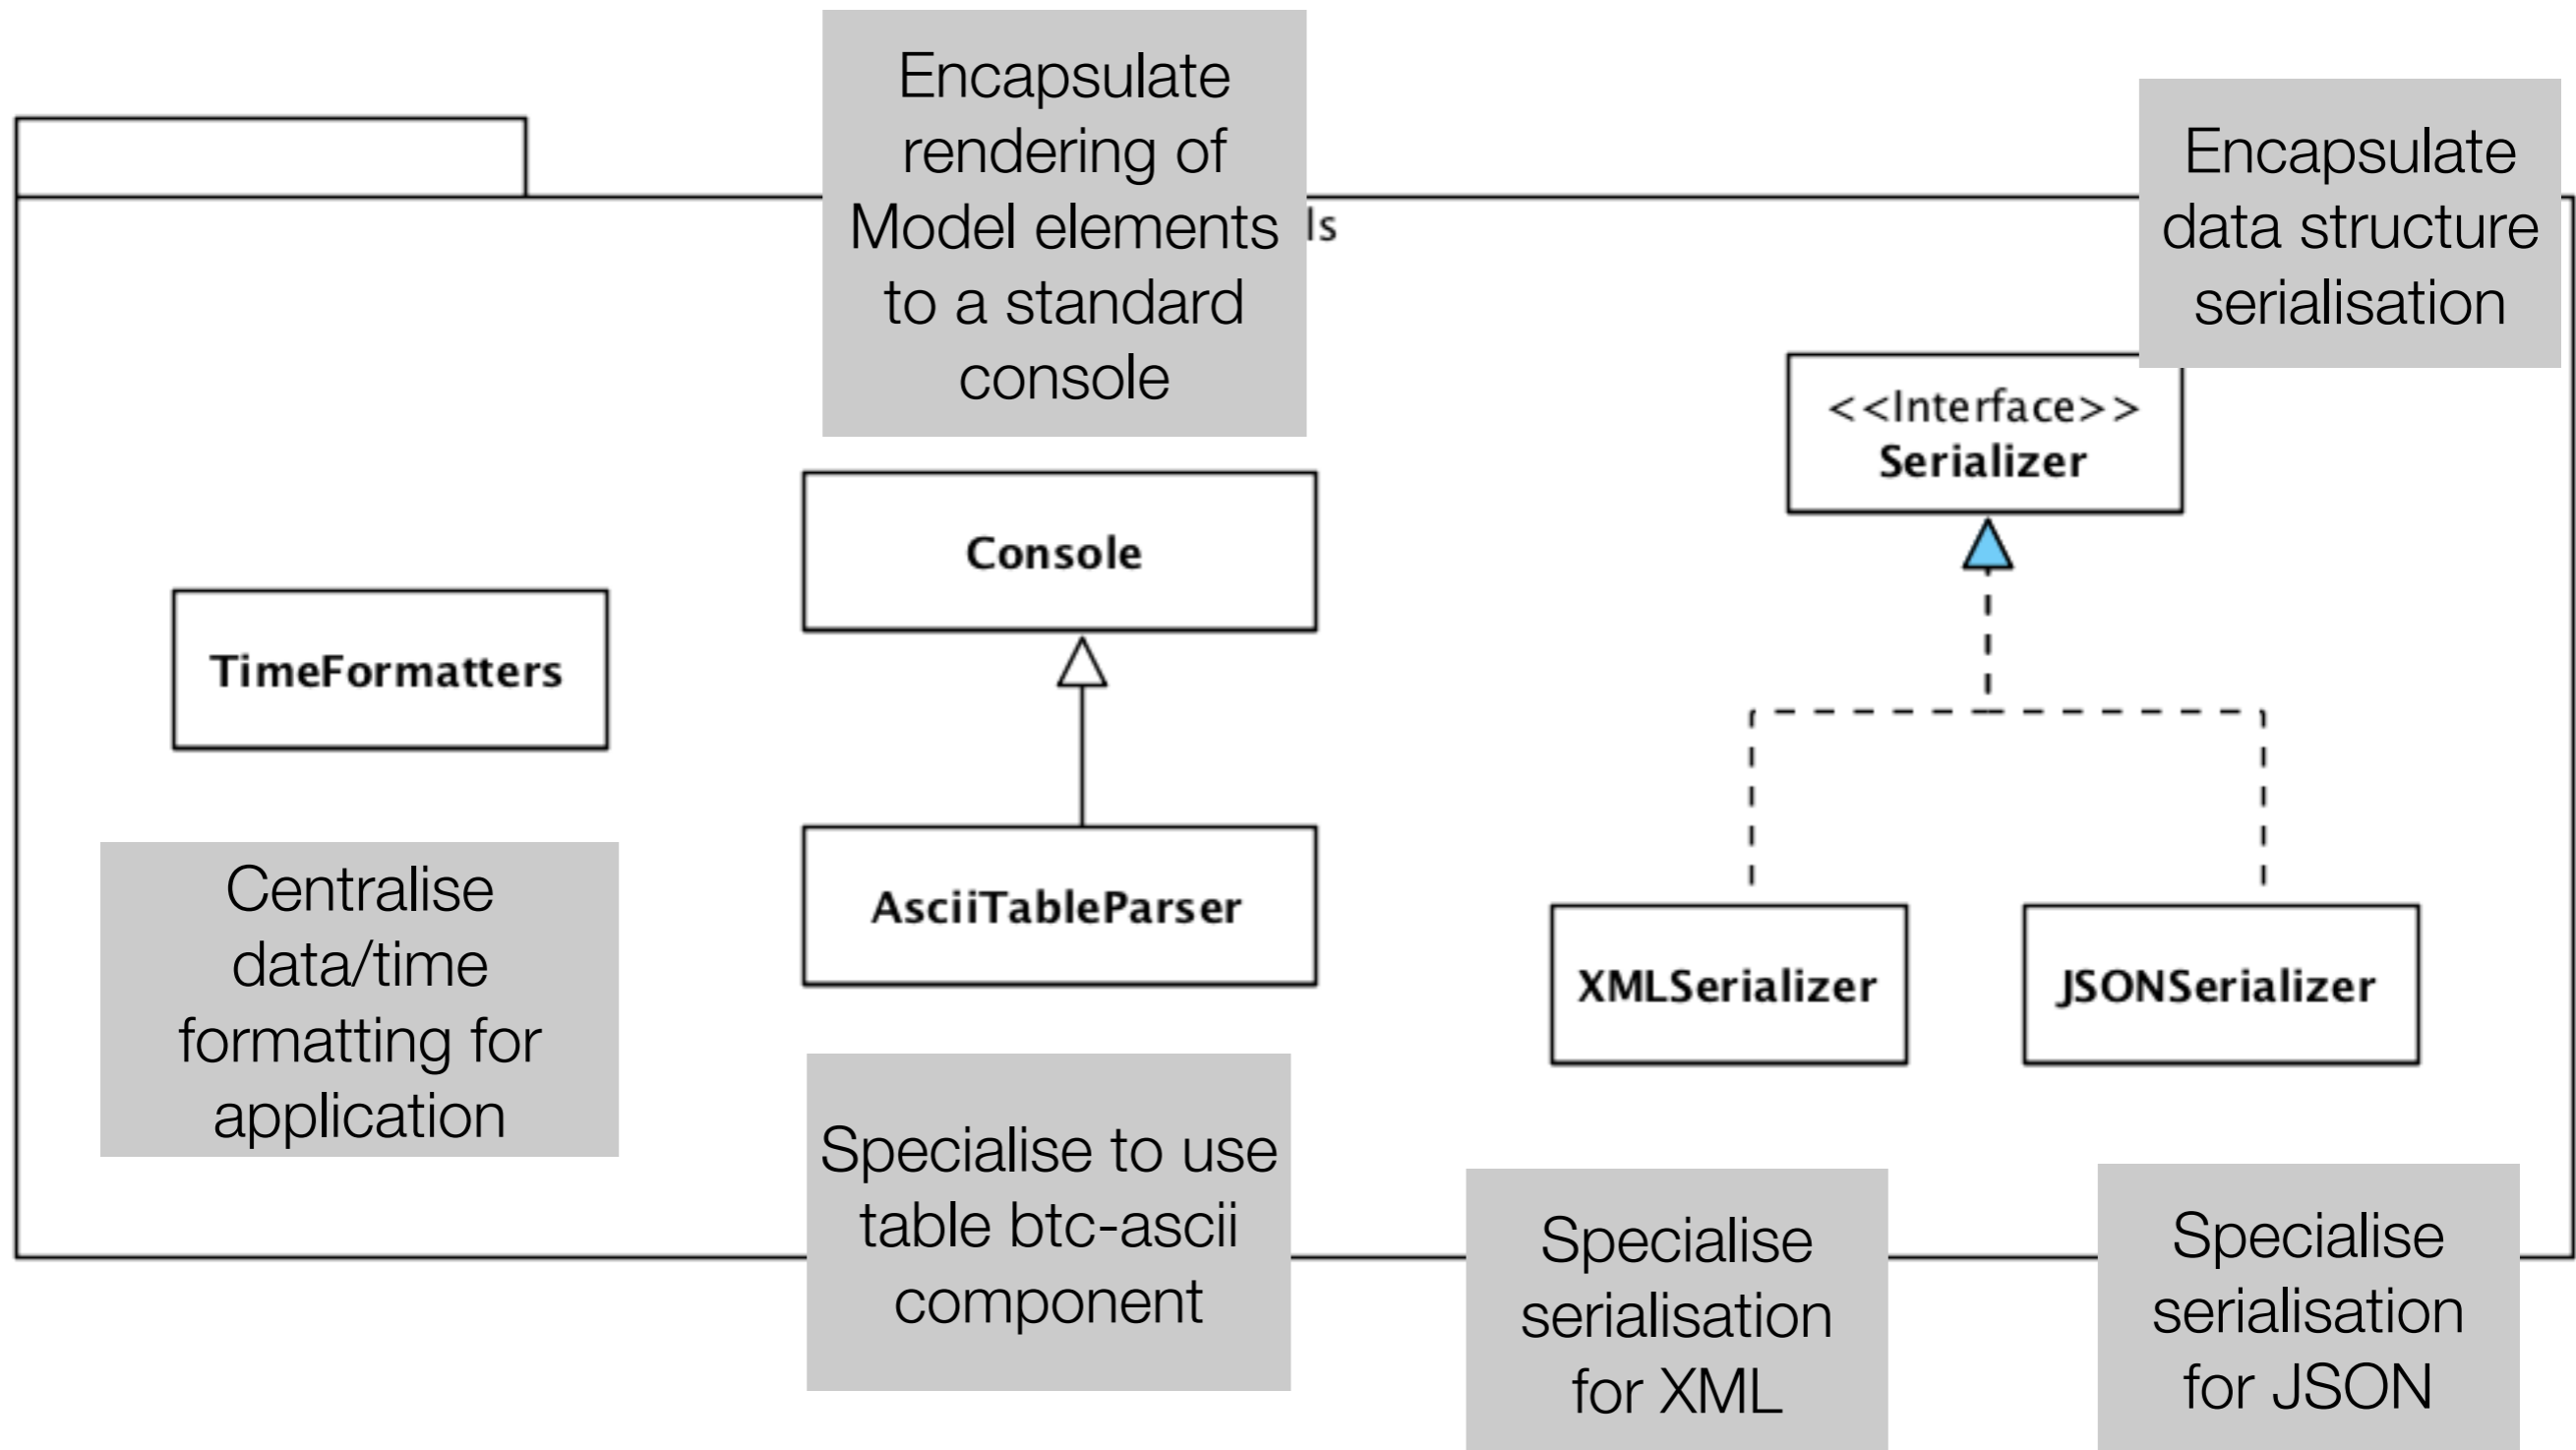 Encapsulate
rendering of
Model elements
to a standard
console
ls
Encapsulate
data structure
serialisation
<<Interface>>
Serializer
Console
TimeFormatters
AsciiTableParser
XMLSerializer
JSONSerializer
Centralise
data/time
formatting for
application
Specialise to use
table btc-ascii
component
Specialise
serialisation
for XML
Specialise
serialisation
for JSON